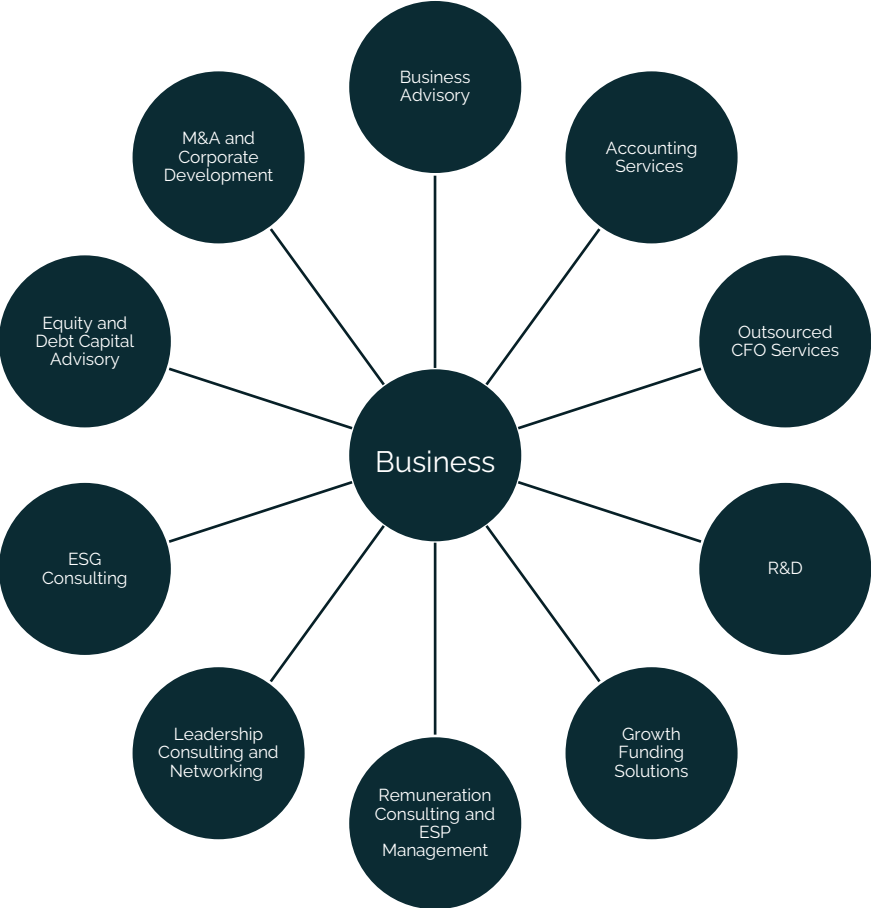 Business
Advisory
Accounting
Services
Outsourced
CFO Services
R&D
Growth
Funding
Solutions
Remuneration
Consulting and
ESP
Management
Leadership
Consulting and
Networking
ESG
Consulting
Equity and
Debt Capital
Advisory
M&A and
Corporate
Development
Business